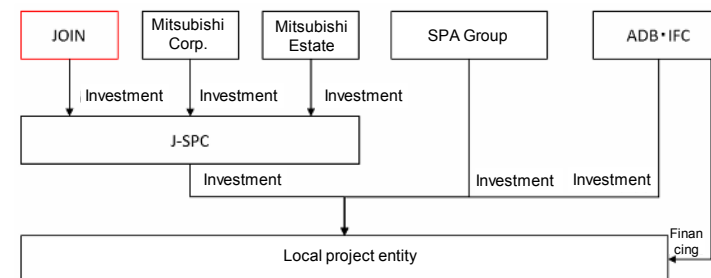 JOIN
Mitsubishi
Corp.
Mitsubishi
Estate
SPA Group
ADB・IFC
Investment
Investment
Investment
J-SPC
Investment
Investment
Investment
Local project entity
Finan
cing